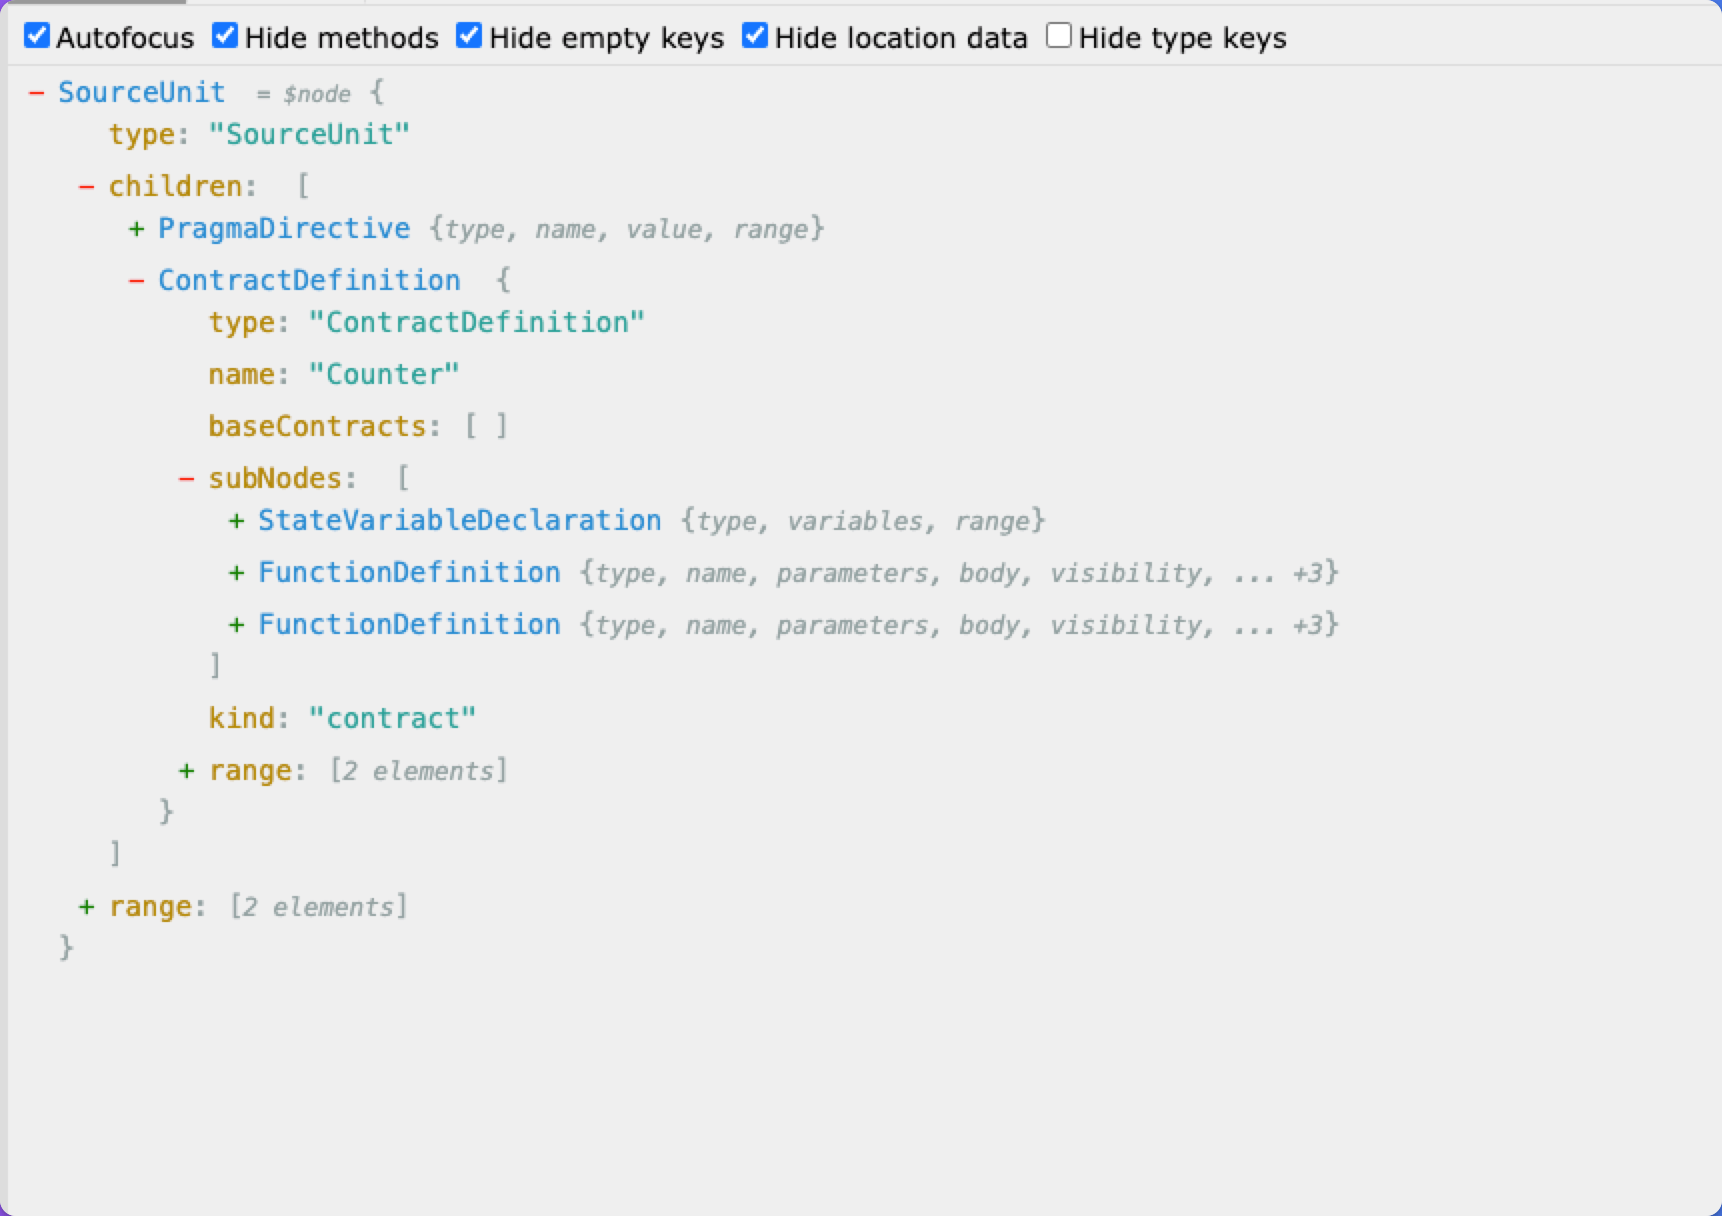 Autofocus Hide methods Hide empty keys Hide location data Hide type keys
- SourceUnit = $node {
type: "SourceUnit"
- children: [
+ PragmaDirective {type, name, value, range}
- ContractDefinition {
type: "ContractDefinition"
name: "Counter"
baseContracts: [ ]
- subNodes: [
+ StateVariableDeclaration {type, variables, range}
+ FunctionDefinition {type, name, parameters, body, visibility, ... +3}
+ FunctionDefinition {type, name, parameters, body, visibility, ... +3}
]
kind: "contract"
+ range: [2 elements]
}
]
+ range: [2 elements]
}